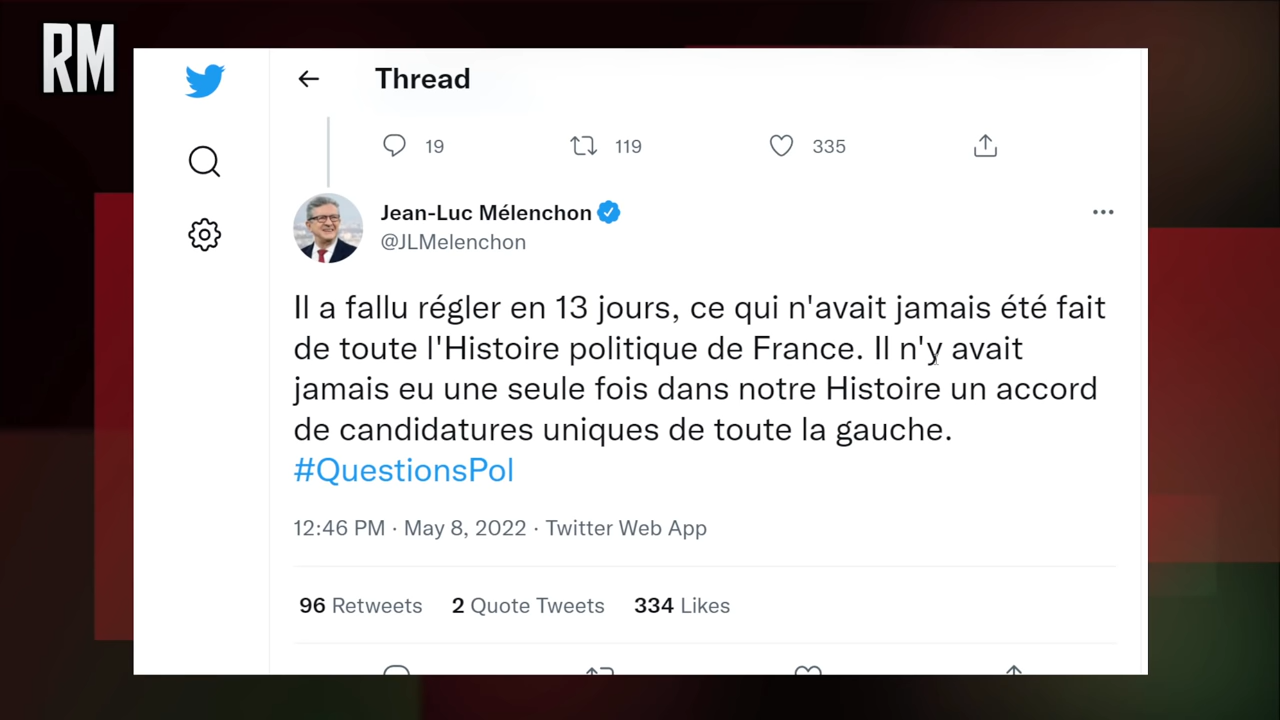 RM
Thread
19 119 335
Jean-Luc Mélenchon
@JLMelenchon
Il a fallu régler en 13 jours, ce qui n'avait jamais été fait
de toute l'Histoire politique de France. Il n'y avait
jamais eu une seule fois dans notre Histoire un accord
de candidatures uniques de toute la gauche.
#QuestionsPol
12:46 PM · May 8, 2022 · Twitter Web App
96 Retweets 2 Quote Tweets 334 Likes